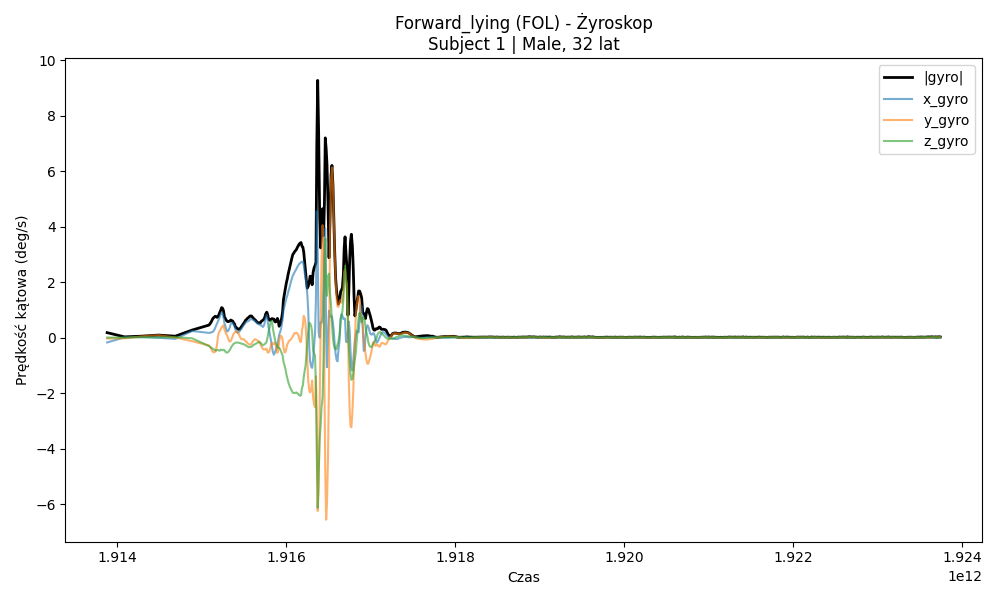 Forward_lying (FOL) - Żyroskop
Subject 1 | Male, 32 lat
Prędkość kątowa (deg/s)
10
8
6
4
2
0
−2
−4
−6
|gyro|
x_gyro
y_gyro
z_gyro
1.914
1.916
1.918
1.920
1.922
1.924
1e12
Czas